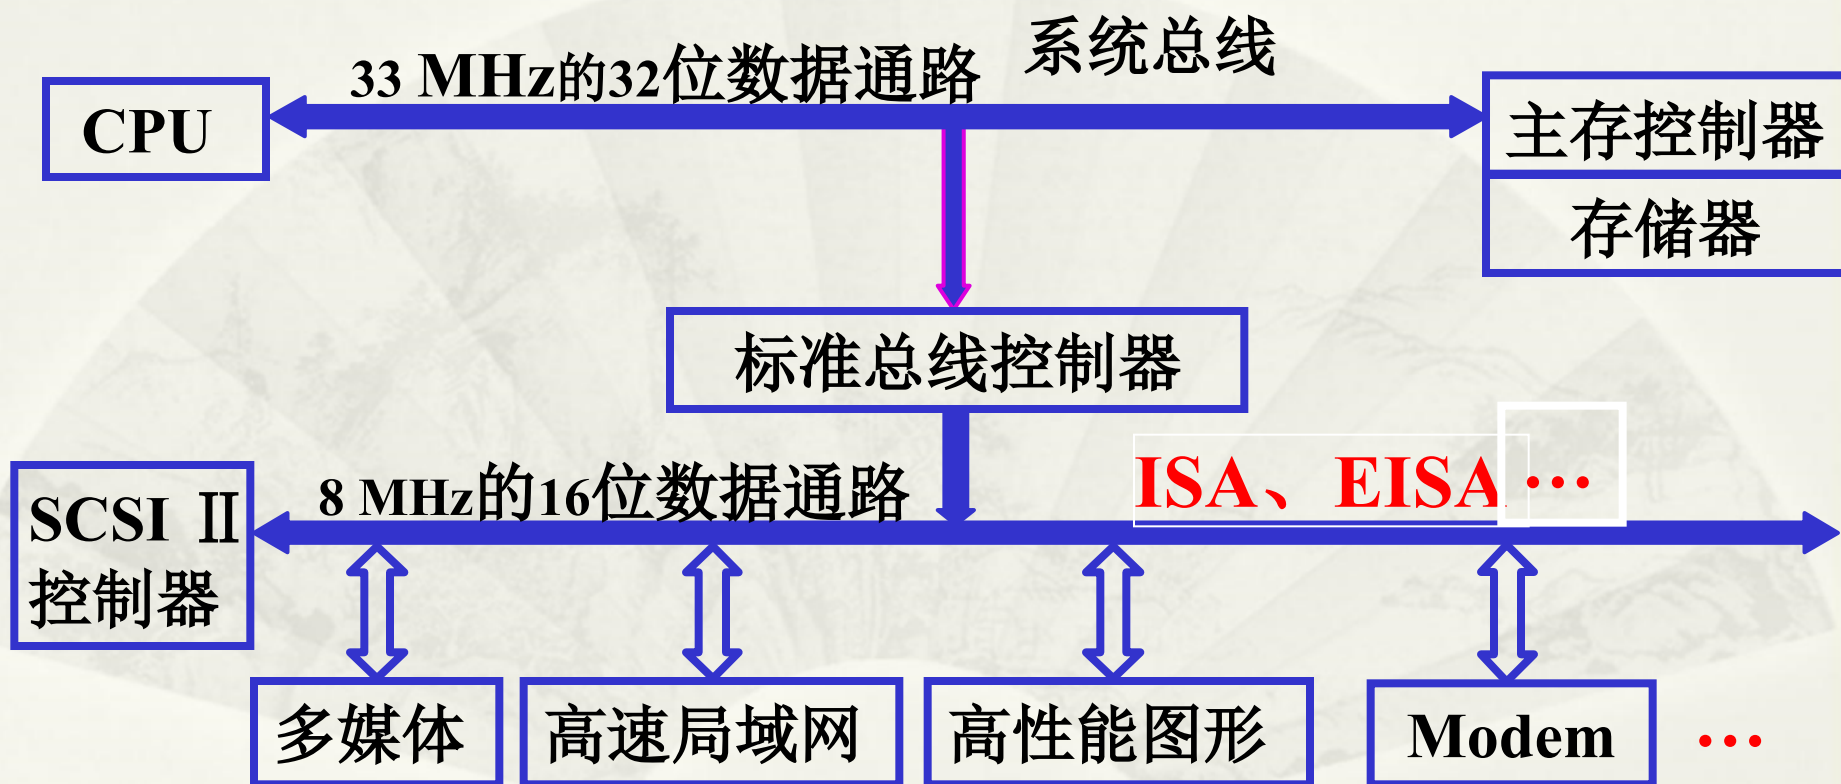 系统总线
33 MHz的32位数据通路
CPU
主存控制器
存储器
标准总线控制器
ISA、EISA…
8 MHz的16位数据通路
SCSI Ⅱ
控制器
多媒体
高速局域网
高性能图形
Modem
…